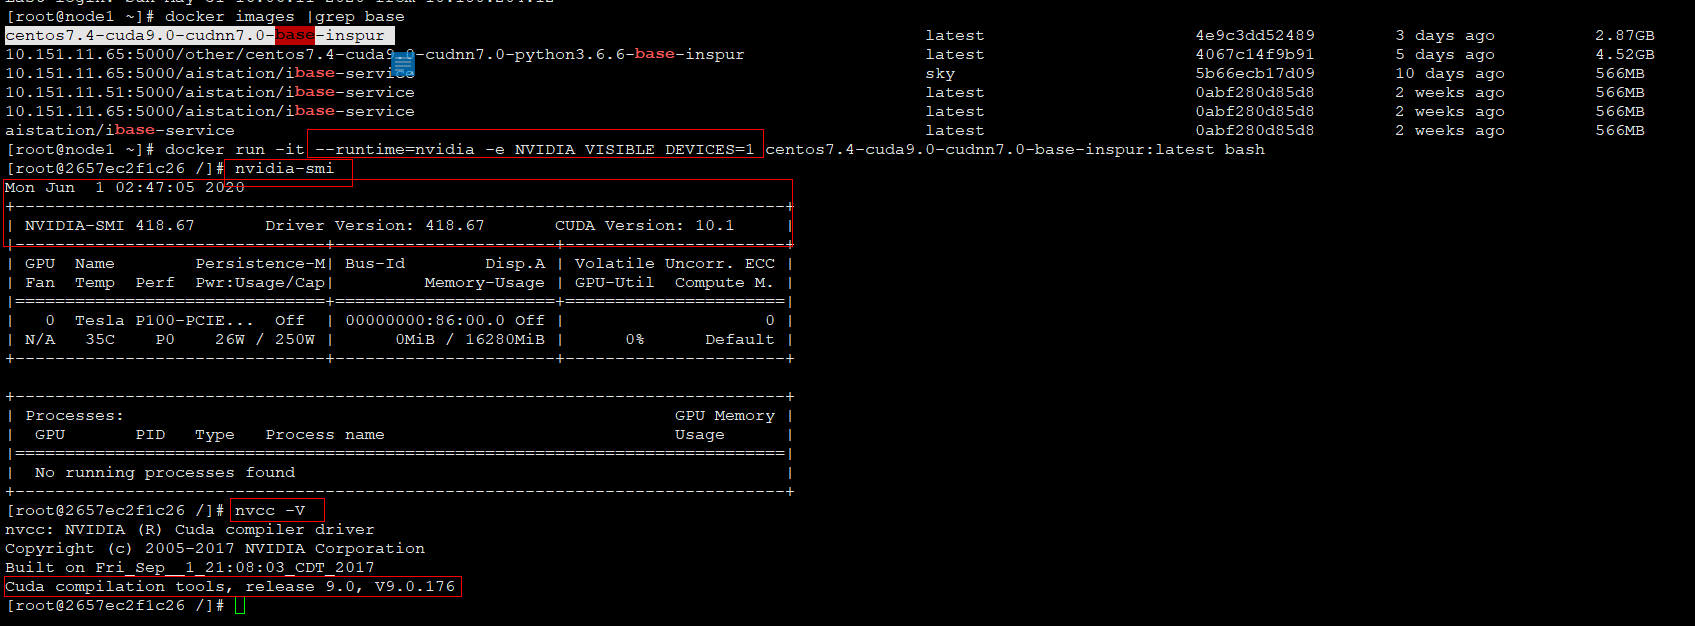 [root@node1 ~]# docker images |grep base
centos7.4-cuda9.0-cudnn7.0-base-inspur latest 4e9c3dd52489 3 days ago 2.87GB
10.151.11.65:5000/other/centos7.4-cuda9.0-cudnn7.0-python3.6.6-base-inspur latest 4067c14f9b91 5 days ago 4.52GB
10.151.11.65:5000/aistation/ibase-service sky 5b66ecb17d09 10 days ago 566MB
10.151.11.51:5000/aistation/ibase-service latest 0abf280d85d8 2 weeks ago 566MB
10.151.11.65:5000/aistation/ibase-service latest 0abf280d85d8 2 weeks ago 566MB
aistation/ibase-service latest 0abf280d85d8 2 weeks ago 566MB
[root@node1 ~]# docker run -it --runtime=nvidia -e NVIDIA_VISIBLE_DEVICES=1 centos7.4-cuda9.0-cudnn7.0-base-inspur:latest bash
[root@2657ec2f1c26 /]# nvidia-smi
Mon Jun  1 02:47:05 2020
+-----------------------------------------------------------------------------+
| NVIDIA-SMI 418.67       Driver Version: 418.67       CUDA Version: 10.1     |
|-------------------------------+----------------------+----------------------+
| GPU  Name        Persistence-M| Bus-Id        Disp.A | Volatile Uncorr. ECC |
| Fan  Temp  Perf  Pwr:Usage/Cap|         Memory-Usage | GPU-Util  Compute M. |
|===============================+======================+======================|
|   0  Tesla P100-PCIE...  Off  | 00000000:86:00.0 Off |                    0 |
| N/A   35C    P0    26W / 250W |      0MiB / 16280MiB |      0%      Default |
+-------------------------------+----------------------+----------------------+
+-----------------------------------------------------------------------------+
| Processes:                                                       GPU Memory |
|  GPU       PID   Type   Process name                             Usage      |
|=============================================================================|
|  No running processes found                                                 |
+-----------------------------------------------------------------------------+
[root@2657ec2f1c26 /]# nvcc -V
nvcc: NVIDIA (R) Cuda compiler driver
Copyright (c) 2005-2017 NVIDIA Corporation
Built on Fri_Sep__1_21:08:03_CDT_2017
Cuda compilation tools, release 9.0, V9.0.176
[root@2657ec2f1c26 /]#